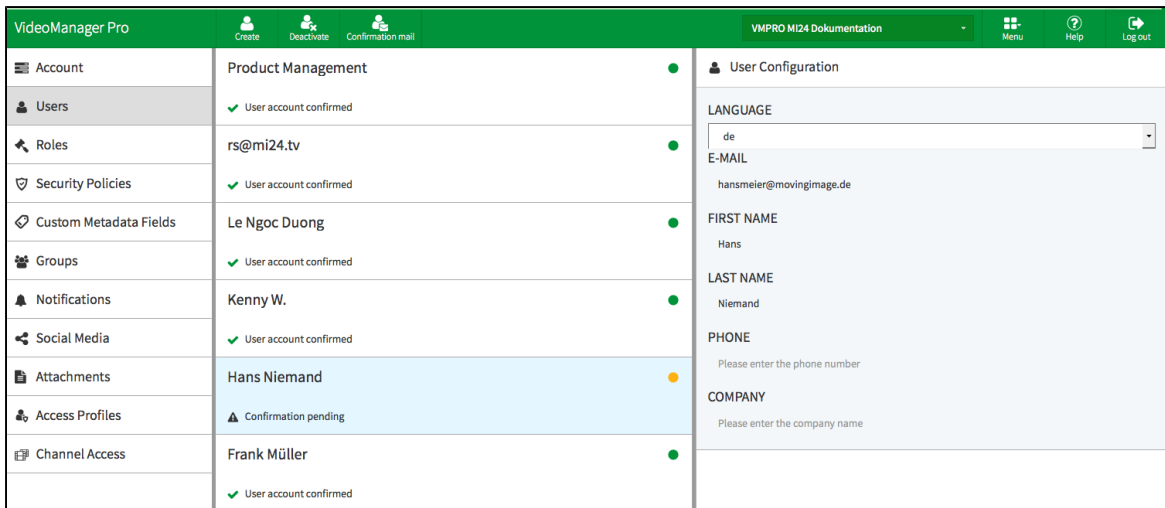 VideoManager Pro
Create
Deactivate
Confirmation mail
VMPRO MI24 Dokumentation
Menu
Help
Log out
Account
Users
Roles
Security Policies
Custom Metadata Fields
Groups
Notifications
Social Media
Attachments
Access Profiles
Channel Access
Product Management
User account confirmed
rs@mi24.tv
User account confirmed
Le Ngoc Duong
User account confirmed
Kenny W.
User account confirmed
Hans Niemand
Confirmation pending
Frank Müller
User account confirmed
User Configuration
LANGUAGE
de
E-MAIL
hansmeier@movingimage.de
FIRST NAME
Hans
LAST NAME
Niemand
PHONE
Please enter the phone number
COMPANY
Please enter the company name